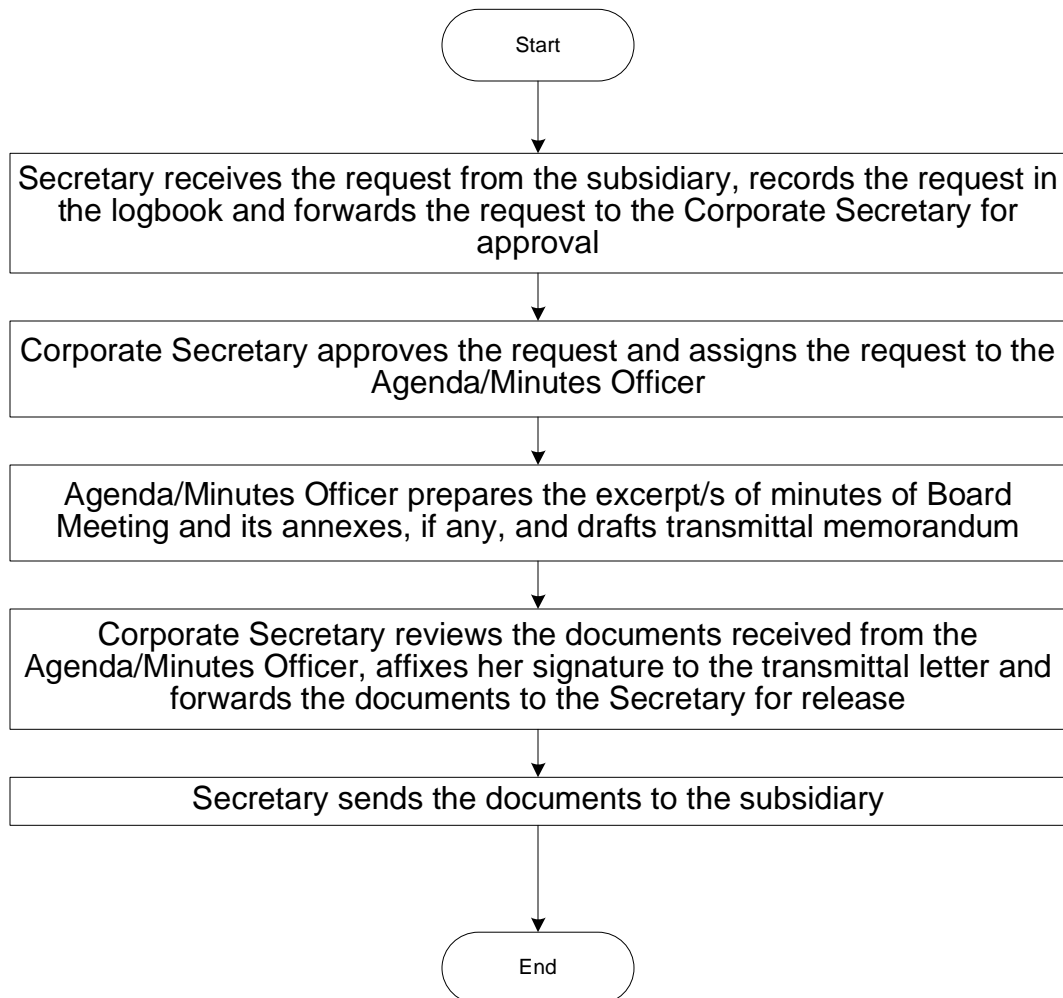 Start
Secretary receives the request from the subsidiary, records the request in
the logbook and forwards the request to the Corporate Secretary for
approval
Corporate Secretary approves the request and assigns the request to the
Agenda/Minutes Officer
Agenda/Minutes Officer prepares the excerpt/s of minutes of Board
Meeting and its annexes, if any, and drafts transmittal memorandum
Corporate Secretary reviews the documents received from the
Agenda/Minutes Officer, affixes her signature to the transmittal letter and
forwards the documents to the Secretary for release
Secretary sends the documents to the subsidiary
End